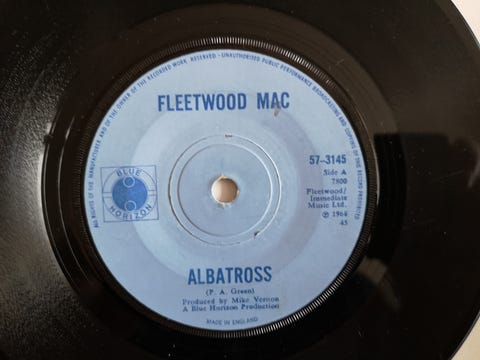 ALL RIGHTS OF THE MANUFACTURER AND OF THE OWNER OF THE RECORDED WORK RESERVED - UNAUTHORISED PUBLIC PERFORMANCE BROADCASTING AND COPYING OF THIS RECORD PROHIBITED
FLEETWOOD MAC
57-3145
Side A
7800
Fleetwood/
Immediate
Music Ltd.
℗ 1964
45
BLUE
HORIZON
ALBATROSS
(P. A. Green)
Produced by Mike Vernon
A Blue Horizon Production
MADE IN ENGLAND